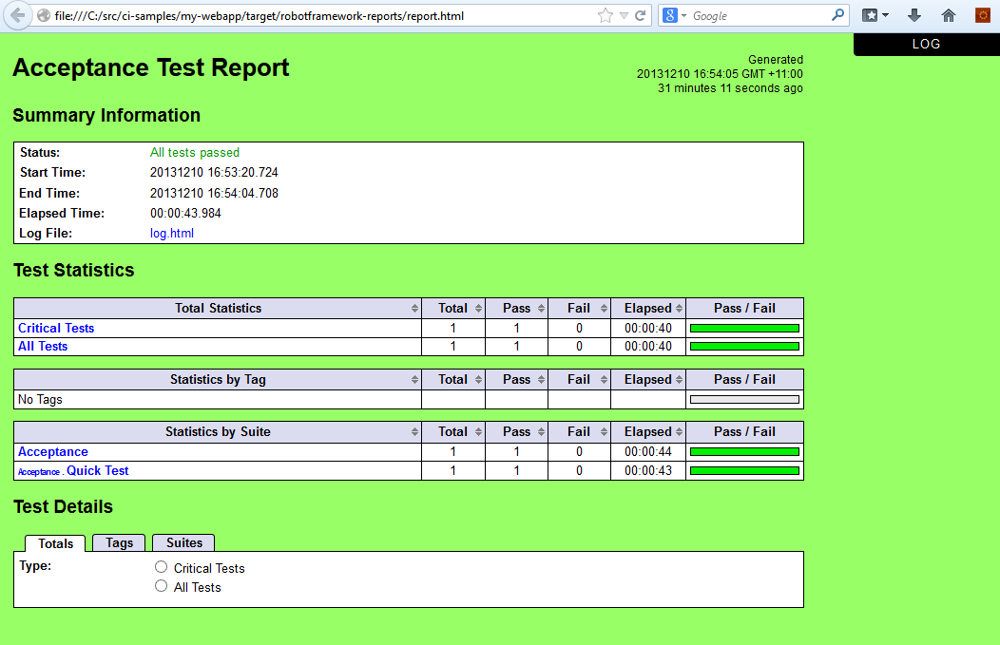 file:///C:/src/ci-samples/my-webapp/target/robotframework-reports/report.html
8 Google
LOG
Acceptance Test Report
Generated
20131210 16:54:05 GMT +11:00
31 minutes 11 seconds ago
Summary Information
Status: All tests passed
Start Time: 20131210 16:53:20.724
End Time: 20131210 16:54:04.708
Elapsed Time: 00:00:43.984
Log File: log.html
Test Statistics
Total Statistics Total Pass Fail Elapsed Pass / Fail
Critical Tests 1 1 0 00:00:40
All Tests 1 1 0 00:00:40
Statistics by Tag Total Pass Fail Elapsed Pass / Fail
No Tags
Statistics by Suite Total Pass Fail Elapsed Pass / Fail
Acceptance 1 1 0 00:00:44
Acceptance . Quick Test 1 1 0 00:00:43
Test Details
Totals Tags Suites
Type: Critical Tests
All Tests